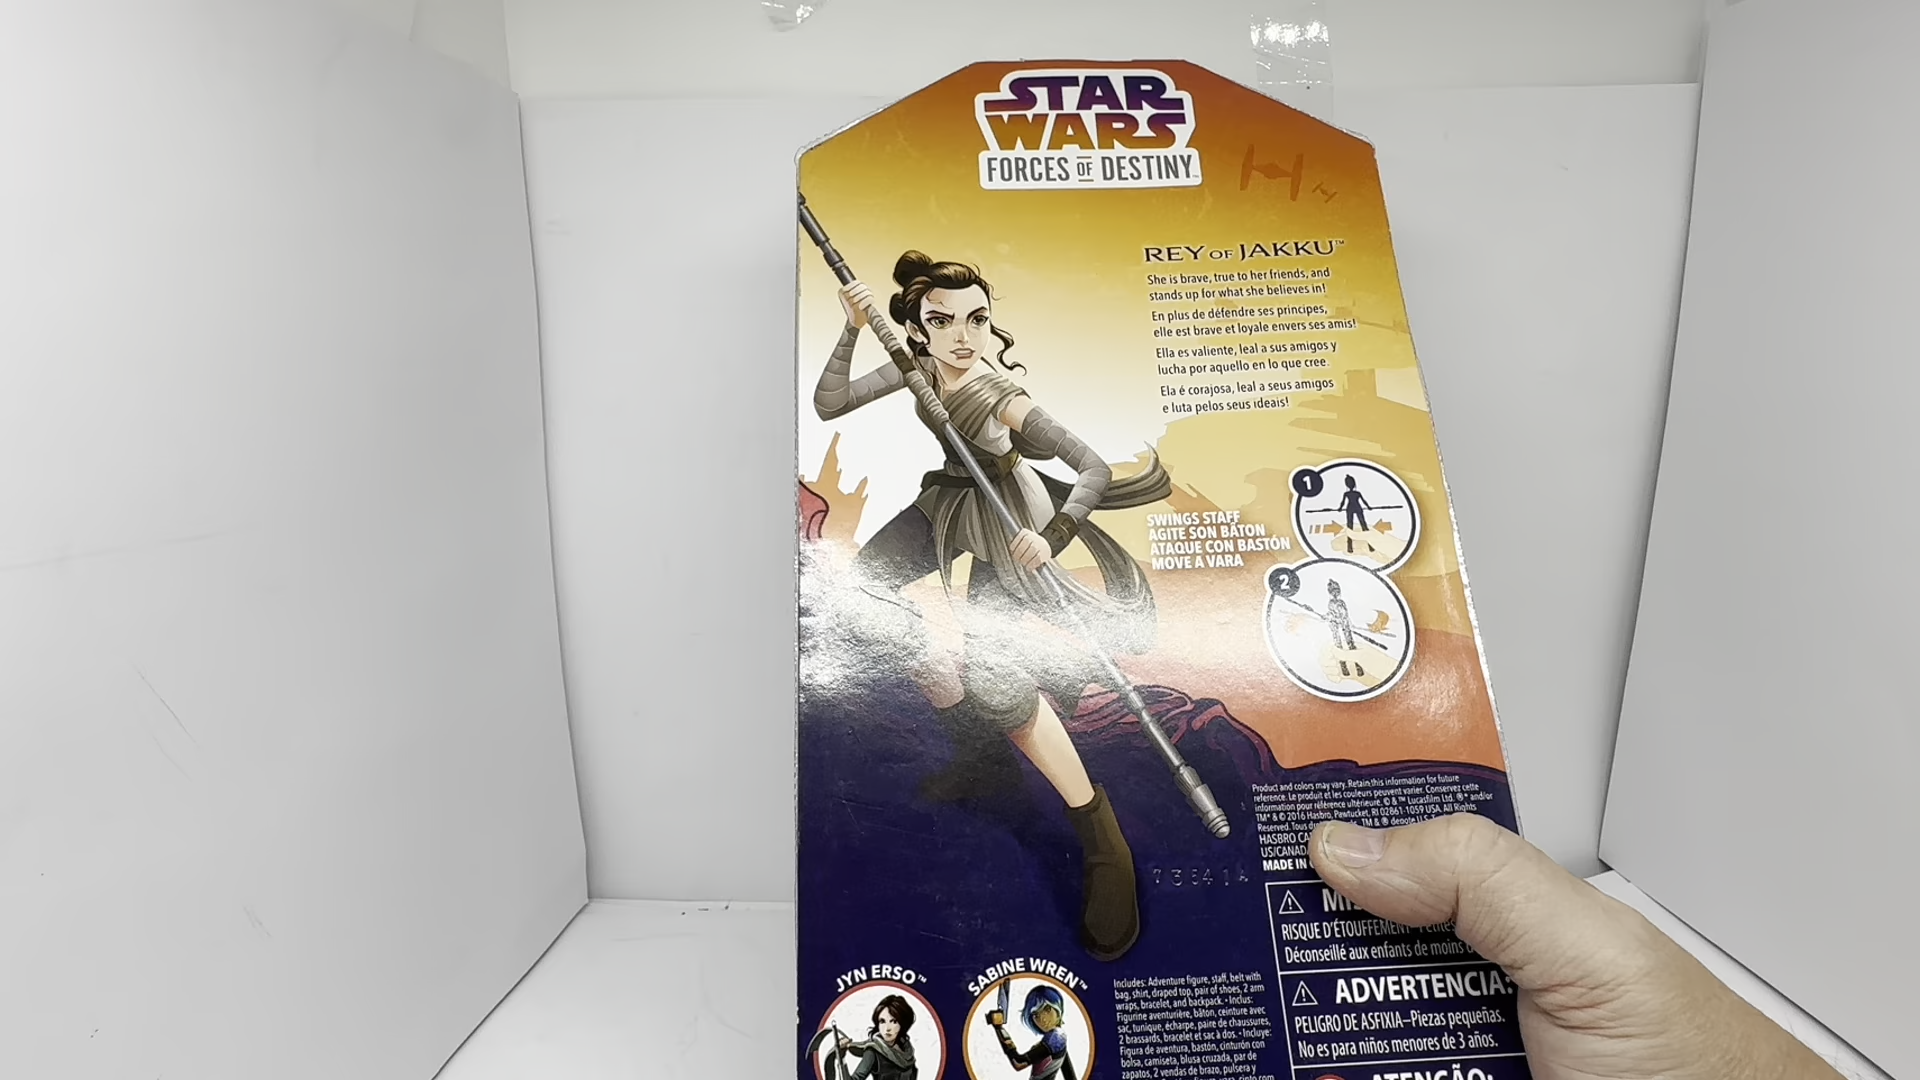 STAR
WARS
FORCES OF DESTINY
REY OF JAKKU™
She is brave, true to her friends, and
stands up for what she believes in!
En plus de défendre ses principes,
elle est brave et loyale envers ses amis!
Ella es valiente, leal a sus amigos y
lucha por aquello en lo que cree.
Ela é corajosa, leal a seus amigos
e luta pelos seus ideais!
1
SWINGS STAFF
AGITE SON BÂTON
ATAQUE CON BASTÓN
MOVE A VARA
2
Product and colors may vary. Retain this information for future
reference. Le produit et les couleurs peuvent varier. Conservez cette
information pour référence ultérieure. © & ™ Lucasfilm Ltd. ®* and/or
TM* & © 2016 Hasbro, Pawtucket, RI 02861-1059 USA. All Rights
Reserved. Tous TM & ® denote U.S.
HASBRO
US/CANADA
MADE IN
73541A
RISQUE D'ÉTOUFFEMENT–Petites
Déconseillé aux enfants de moins
ADVERTENCIA:
PELIGRO DE ASFIXIA–Piezas pequeñas.
No es para niños menores de 3 años.
ATENÇÃO:
JYN ERSO™
SABINE WREN™
Includes: Adventure figure, staff, belt with
bag, shirt, draped top, pair of shoes, 2 arm
wraps, bracelet, and backpack. • Inclus:
Figurine aventurière, bâton, ceinture avec
sac, tunique, écharpe, paire de chaussures,
2 brassards, bracelet et sac à dos. • Incluye:
Figura de aventura, bastón, cinturón con
bolsa, camiseta, blusa cruzada, par de
zapatos, 2 vendas de brazo, pulsera y